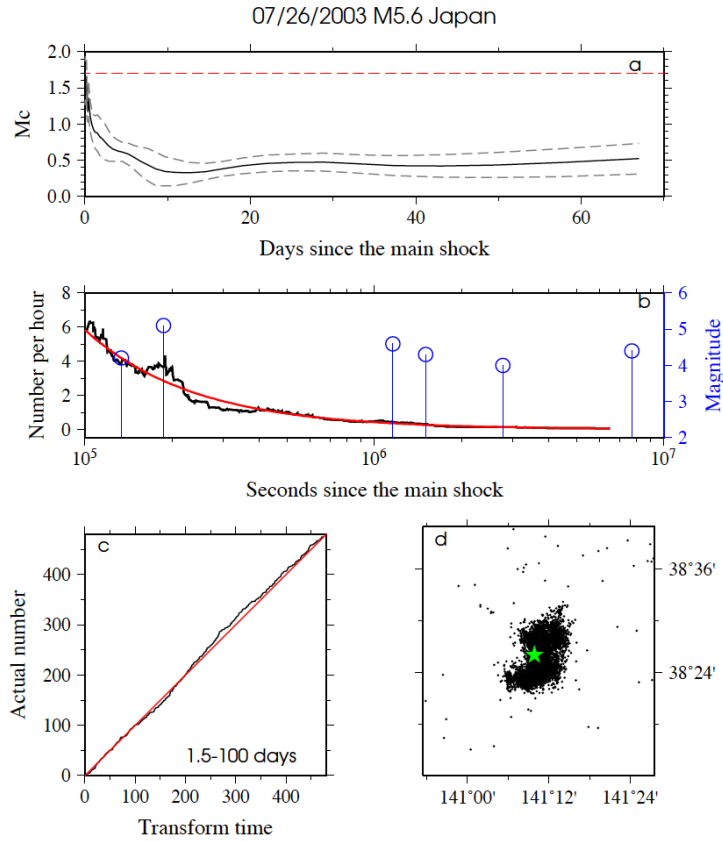 07/26/2003 M5.6 Japan
a
2.0
1.5
1.0
0.5
0.0
Mc
0 20 40 60
Days since the main shock
b
8
6
4
2
0
Number per hour
6
5
4
3
2
Magnitude
10^5 10^6 10^7
Seconds since the main shock
c
400
300
200
100
0
Actual number
1.5-100 days
0 100 200 300 400
Transform time
d
38°36'
38°24'
141°00' 141°12' 141°24'